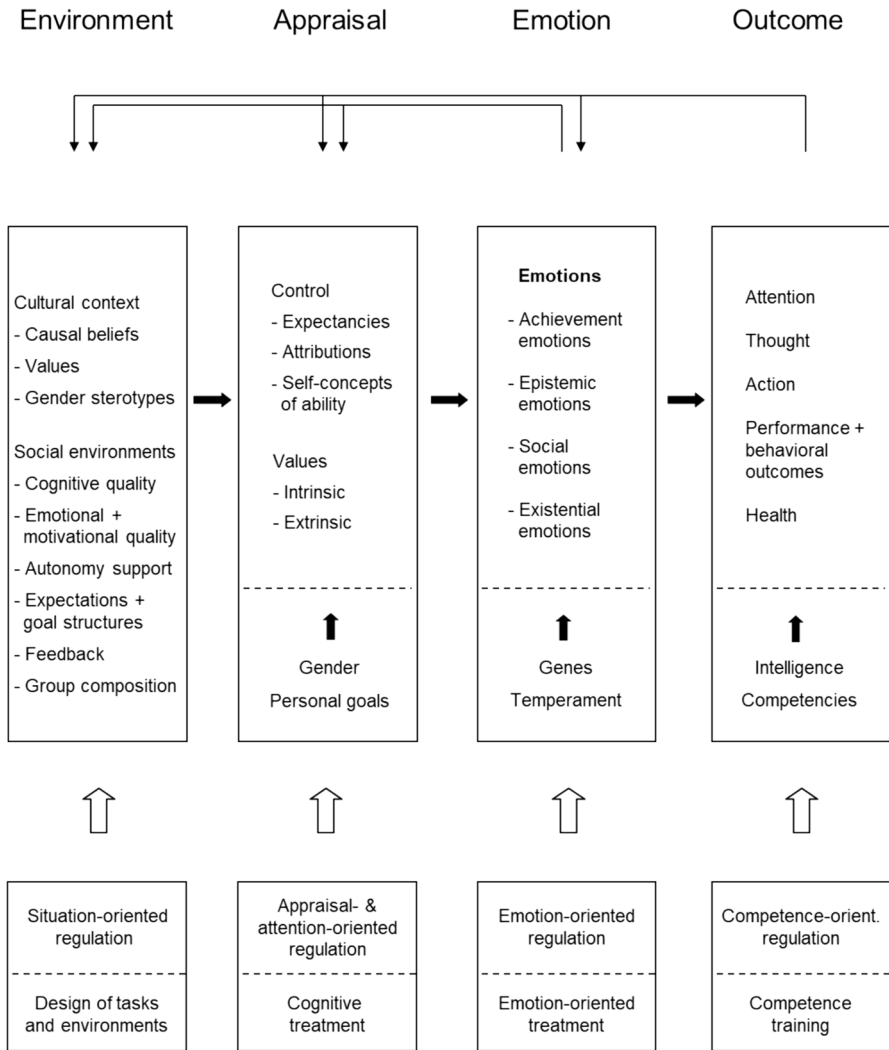 Environment
Appraisal
Emotion
Outcome
Cultural context
- Causal beliefs
- Values
- Gender sterotypes
Social environments
- Cognitive quality
- Emotional +
motivational quality
- Autonomy support
- Expectations +
goal structures
- Feedback
- Group composition
Control
- Expectancies
- Attributions
- Self-concepts
of ability
Values
- Intrinsic
- Extrinsic
Gender
Personal goals
Emotions
- Achievement
emotions
- Epistemic
emotions
- Social
emotions
- Existential
emotions
Genes
Temperament
Attention
Thought
Action
Performance +
behavioral
outcomes
Health
Intelligence
Competencies
Situation-oriented
regulation
Design of tasks
and environments
Appraisal- &
attention-oriented
regulation
Cognitive
treatment
Emotion-oriented
regulation
Emotion-oriented
treatment
Competence-orient.
regulation
Competence
training